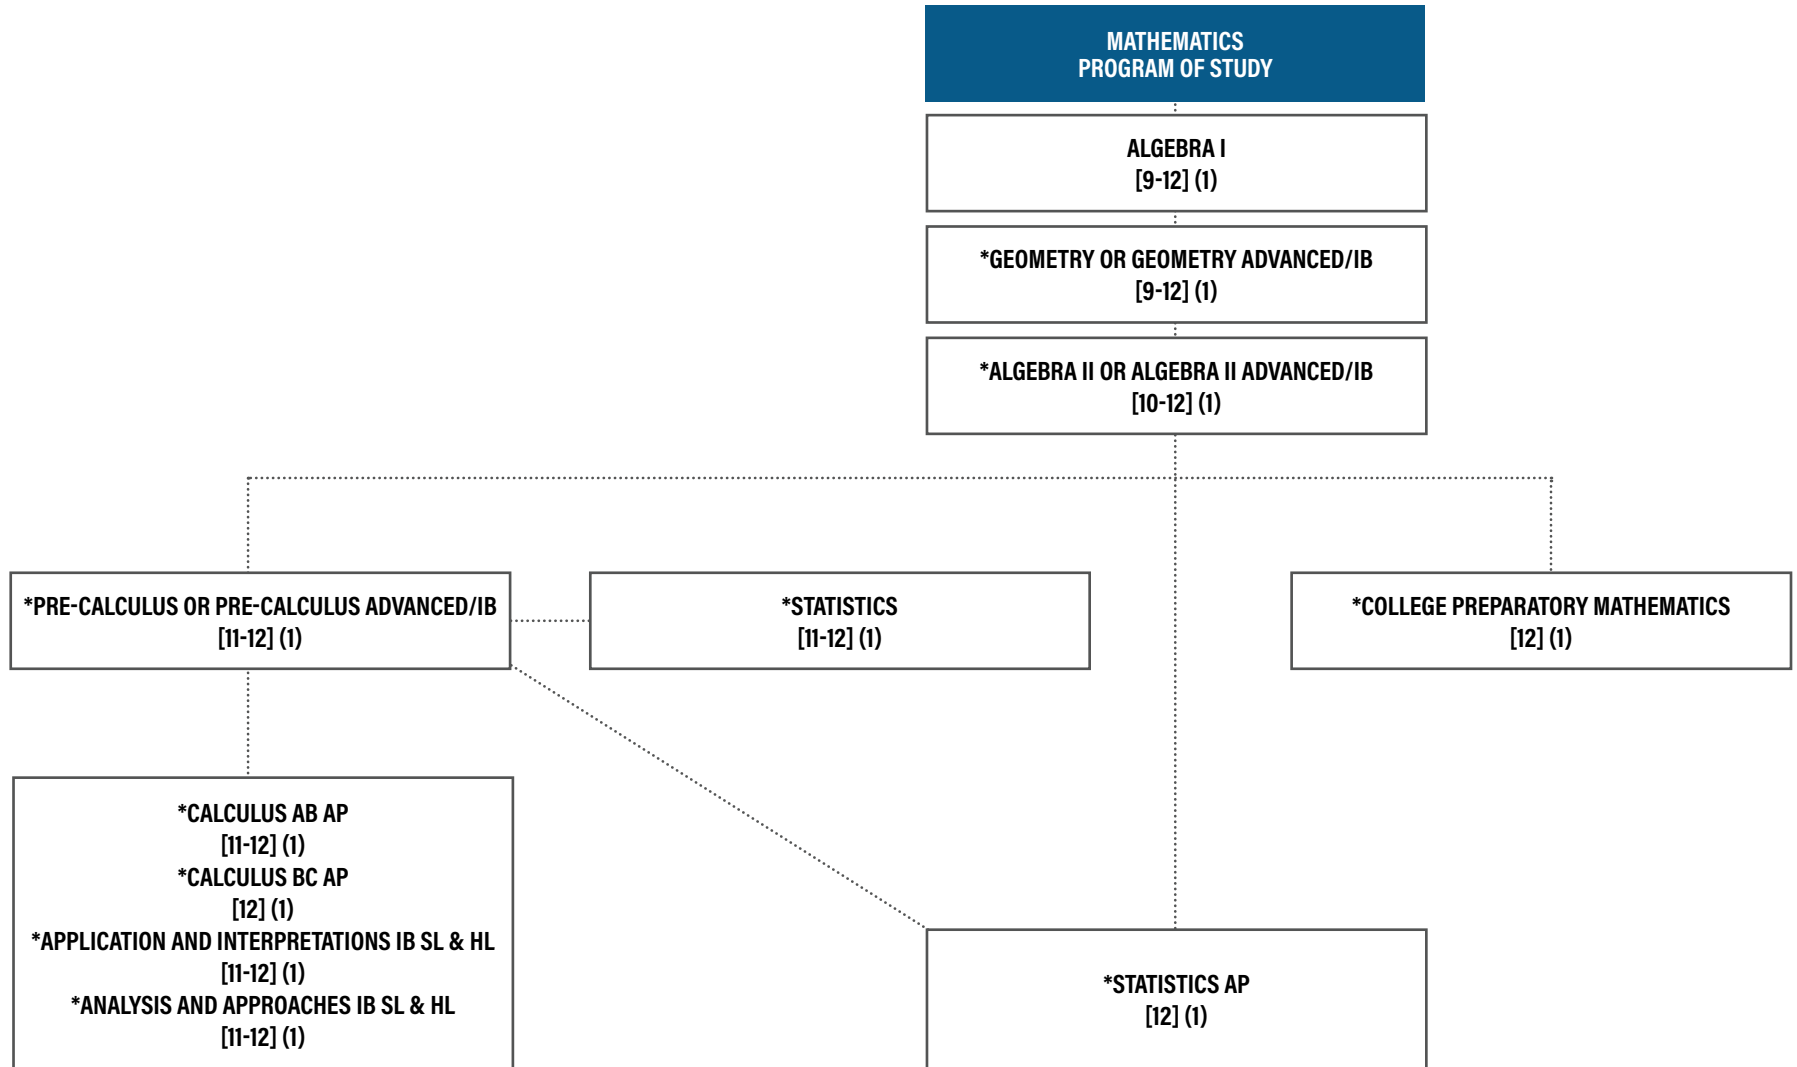 MATHEMATICS
PROGRAM OF STUDY
ALGEBRA I
[9-12] (1)
*GEOMETRY OR GEOMETRY ADVANCED/IB
[9-12] (1)
*ALGEBRA II OR ALGEBRA II ADVANCED/IB
[10-12] (1)
*PRE-CALCULUS OR PRE-CALCULUS ADVANCED/IB
[11-12] (1)
*STATISTICS
[11-12] (1)
*COLLEGE PREPARATORY MATHEMATICS
[12] (1)
*CALCULUS AB AP
[11-12] (1)
*CALCULUS BC AP
[12] (1)
*APPLICATION AND INTERPRETATIONS IB SL & HL
[11-12] (1)
*ANALYSIS AND APPROACHES IB SL & HL
[11-12] (1)
*STATISTICS AP
[12] (1)